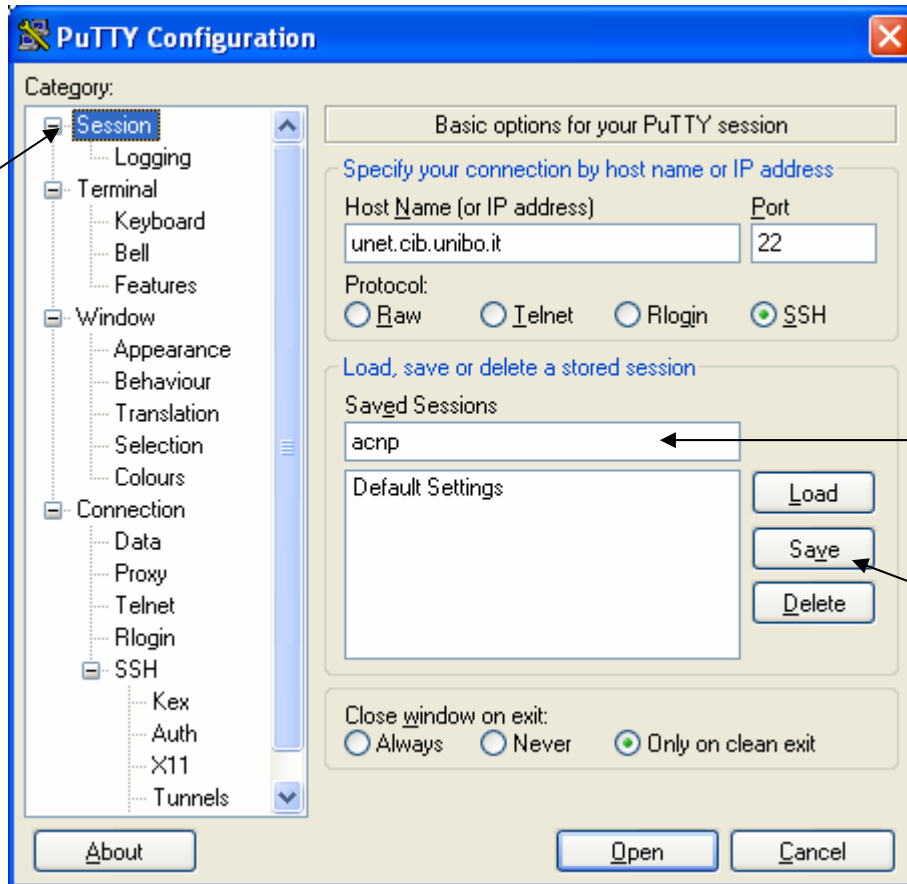 PuTTY Configuration
Category:
Session
Logging
Terminal
Keyboard
Bell
Features
Window
Appearance
Behaviour
Translation
Selection
Colours
Connection
Data
Proxy
Telnet
Rlogin
SSH
Kex
Auth
X11
Tunnels
Basic options for your PuTTY session
Specify your connection by host name or IP address
Host Name (or IP address) Port
unet.cib.unibo.it 22
Protocol:
Raw Telnet Rlogin SSH
Load, save or delete a stored session
Saved Sessions
acnp
Default Settings
Load
Save
Delete
Close window on exit:
Always Never Only on clean exit
About Open Cancel